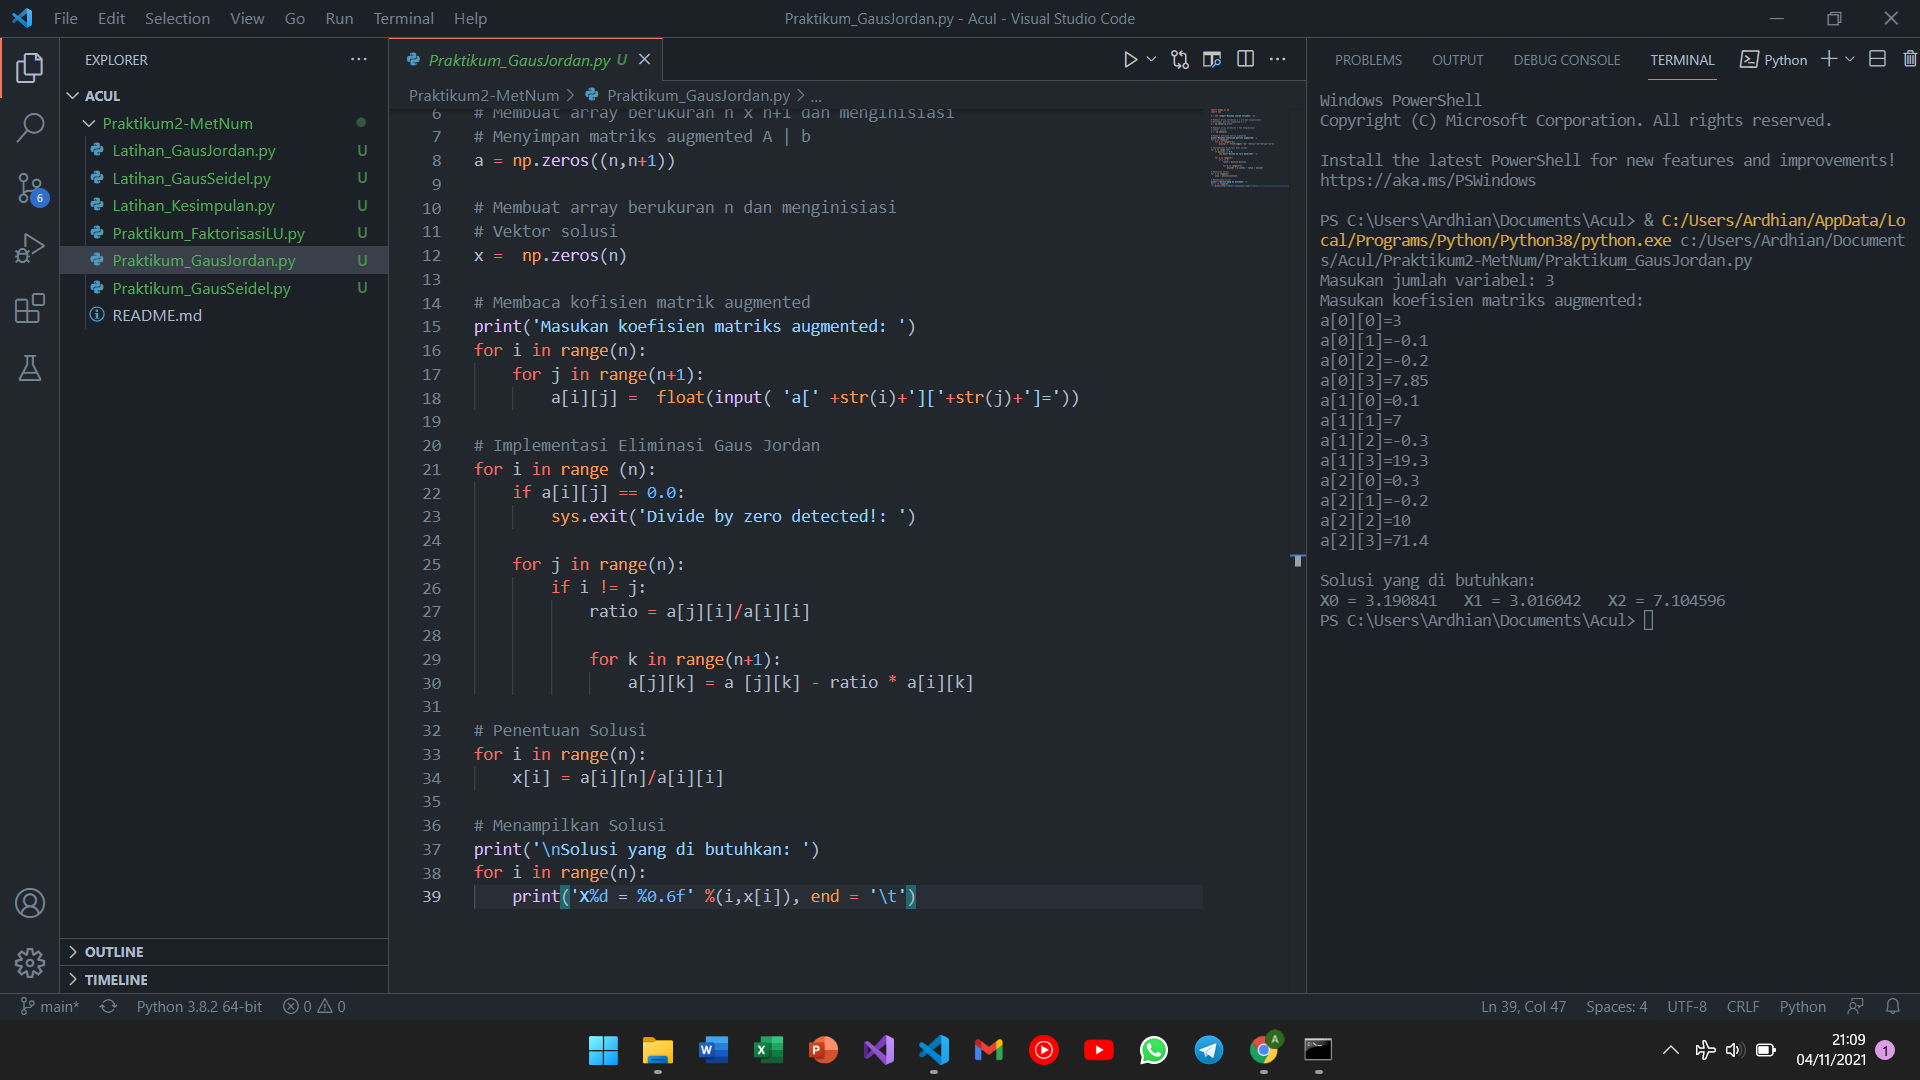 File Edit Selection View Go Run Terminal Help
Praktikum_GausJordan.py - Acul - Visual Studio Code
EXPLORER
ACUL
Praktikum2-MetNum
Latihan_GausJordan.py U
Latihan_GausSeidel.py U
Latihan_Kesimpulan.py U
Praktikum_FaktorisasiLU.py U
Praktikum_GausJordan.py U
Praktikum_GausSeidel.py U
README.md
OUTLINE
TIMELINE
6
Praktikum_GausJordan.py U
Praktikum2-MetNum > Praktikum_GausJordan.py > ...
6 # Membuat array berukuran n x n+1 dan menginisiasi
7 # Menyimpan matriks augmented A | b
8 a = np.zeros((n,n+1))
9
10 # Membuat array berukuran n dan menginisiasi
11 # Vektor solusi
12 x =  np.zeros(n)
13
14 # Membaca kofisien matrik augmented
15 print('Masukan koefisien matriks augmented: ')
16 for i in range(n):
17     for j in range(n+1):
18         a[i][j] =  float(input( 'a[' +str(i)+']['+str(j)+']='))
19
20 # Implementasi Eliminasi Gaus Jordan
21 for i in range (n):
22     if a[i][j] == 0.0:
23         sys.exit('Divide by zero detected!: ')
24
25     for j in range(n):
26         if i != j:
27             ratio = a[j][i]/a[i][i]
28
29             for k in range(n+1):
30                 a[j][k] = a [j][k] - ratio * a[i][k]
31
32 # Penentuan Solusi
33 for i in range(n):
34     x[i] = a[i][n]/a[i][i]
35
36 # Menampilkan Solusi
37 print('\nSolusi yang di butuhkan: ')
38 for i in range(n):
39     print('X%d = %0.6f' %(i,x[i]), end = '\t')
PROBLEMS OUTPUT DEBUG CONSOLE TERMINAL Python
Windows PowerShell
Copyright (C) Microsoft Corporation. All rights reserved.
Install the latest PowerShell for new features and improvements!
https://aka.ms/PSWindows
PS C:\Users\Ardhian\Documents\Acul> & C:/Users/Ardhian/AppData/Lo
cal/Programs/Python/Python38/python.exe c:/Users/Ardhian/Document
s/Acul/Praktikum2-MetNum/Praktikum_GausJordan.py
Masukan jumlah variabel: 3
Masukan koefisien matriks augmented:
a[0][0]=3
a[0][1]=-0.1
a[0][2]=-0.2
a[0][3]=7.85
a[1][0]=0.1
a[1][1]=7
a[1][2]=-0.3
a[1][3]=19.3
a[2][0]=0.3
a[2][1]=-0.2
a[2][2]=10
a[2][3]=71.4
Solusi yang di butuhkan:
X0 = 3.190841   X1 = 3.016042   X2 = 7.104596
PS C:\Users\Ardhian\Documents\Acul>
main* Python 3.8.2 64-bit 0 0
Ln 39, Col 47 Spaces: 4 UTF-8 CRLF Python
21:09
04/11/2021
1